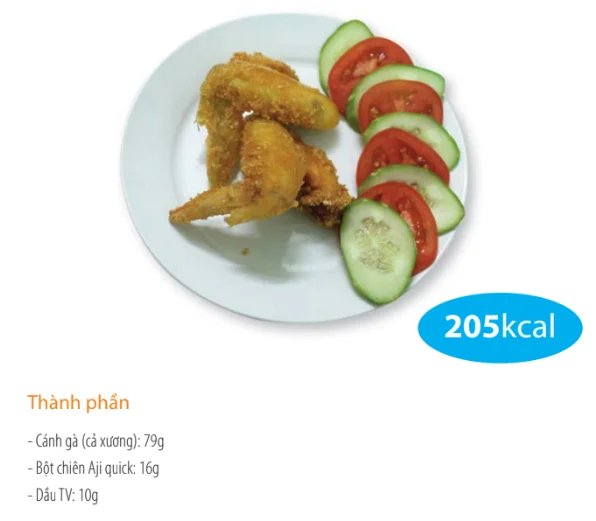 205kcal
Thành phần
- Cánh gà (cả xương): 79g
- Bột chiên Aji quick: 16g
- Dầu TV: 10g